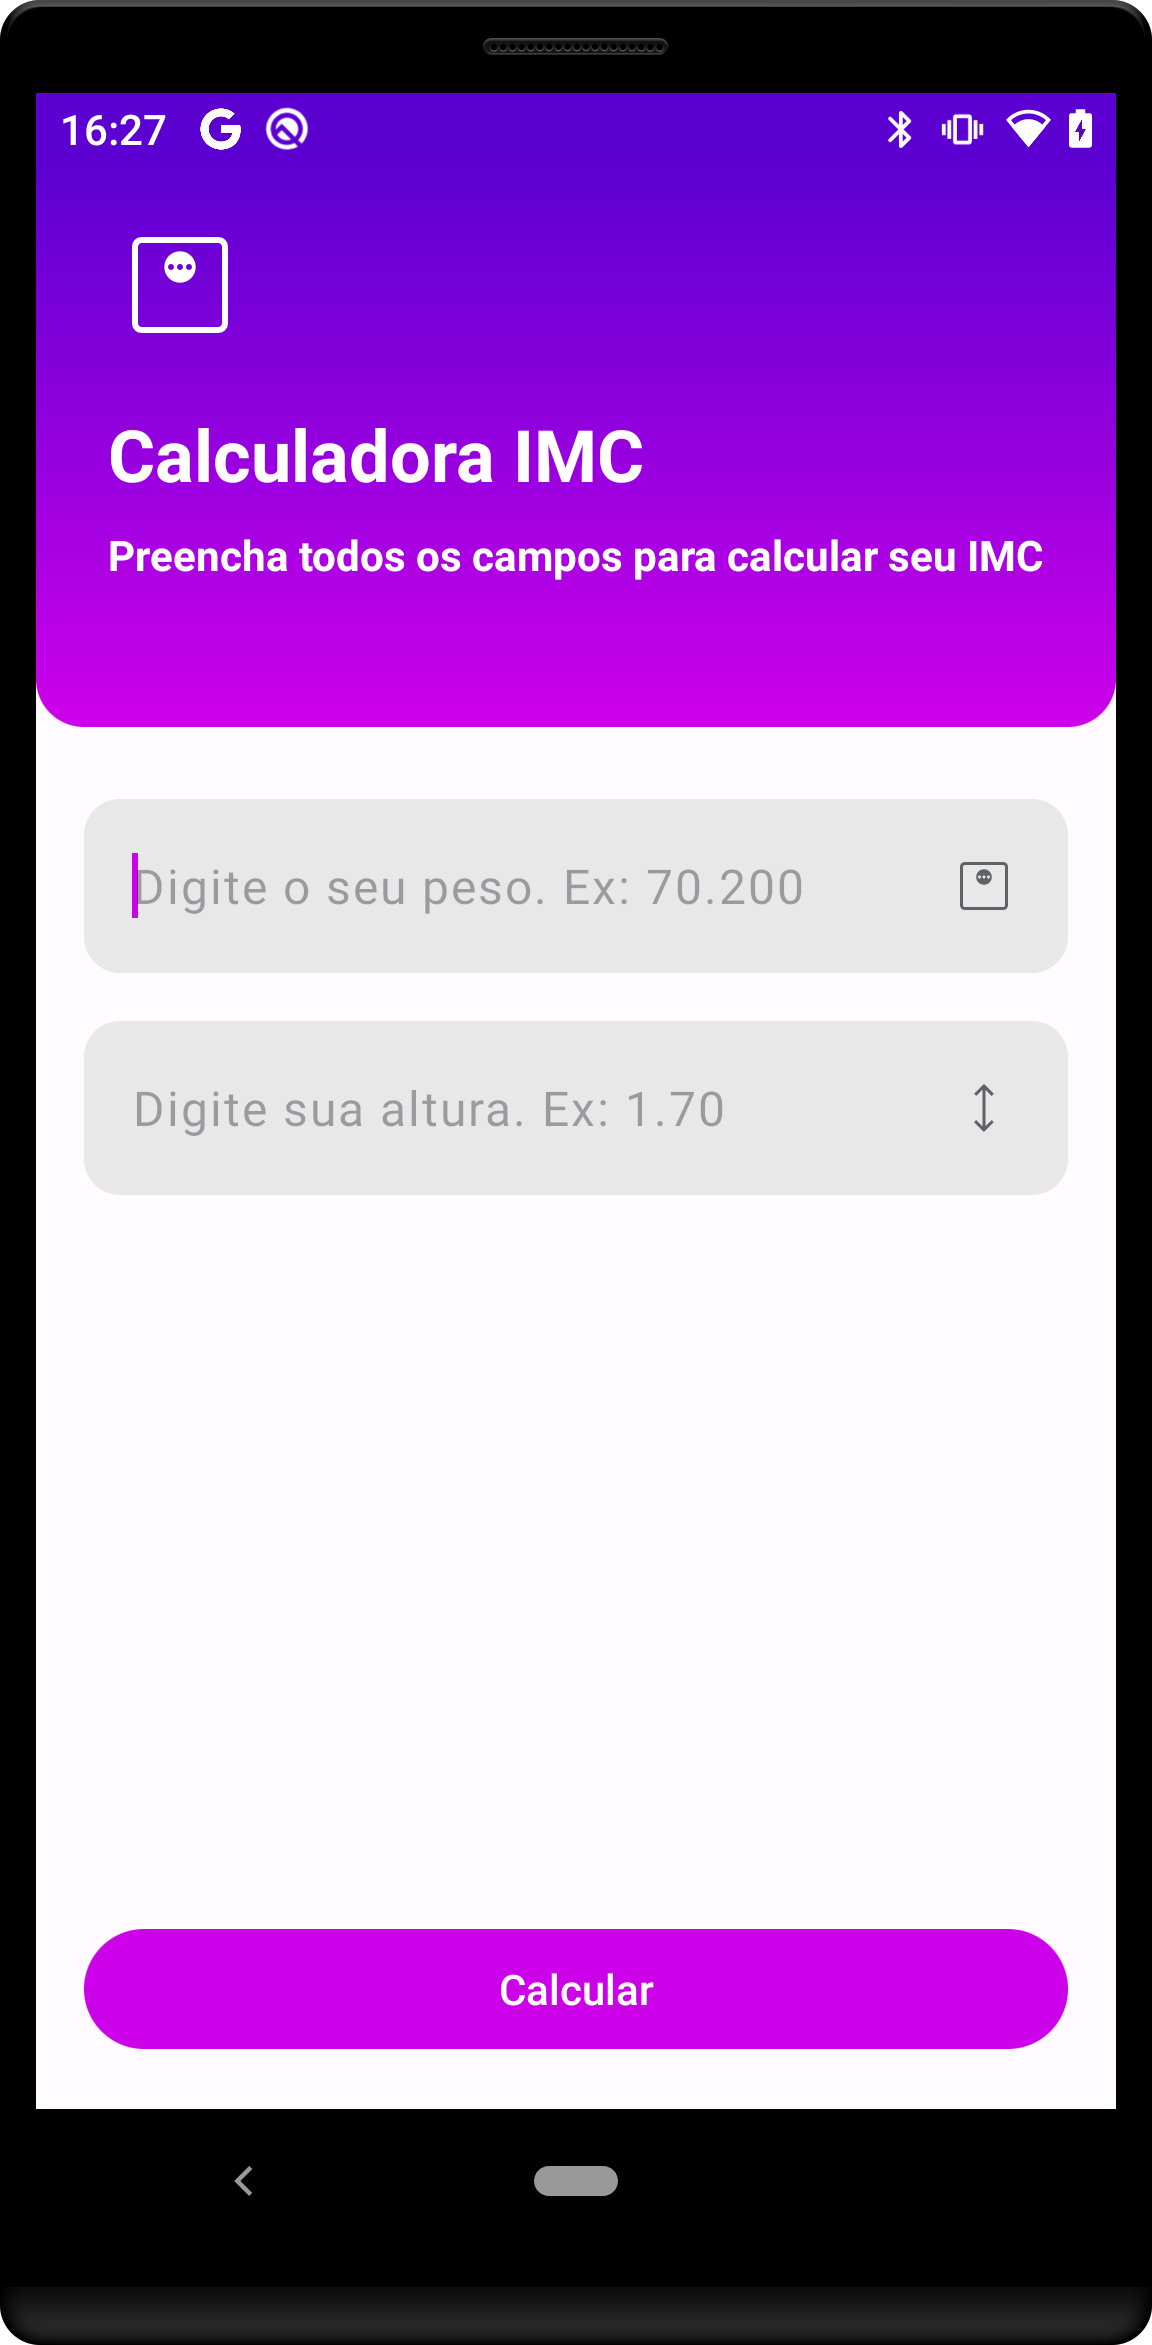 16:27
Calculadora IMC
Preencha todos os campos para calcular seu IMC
Digite o seu peso. Ex: 70.200
Digite sua altura. Ex: 1.70
Calcular